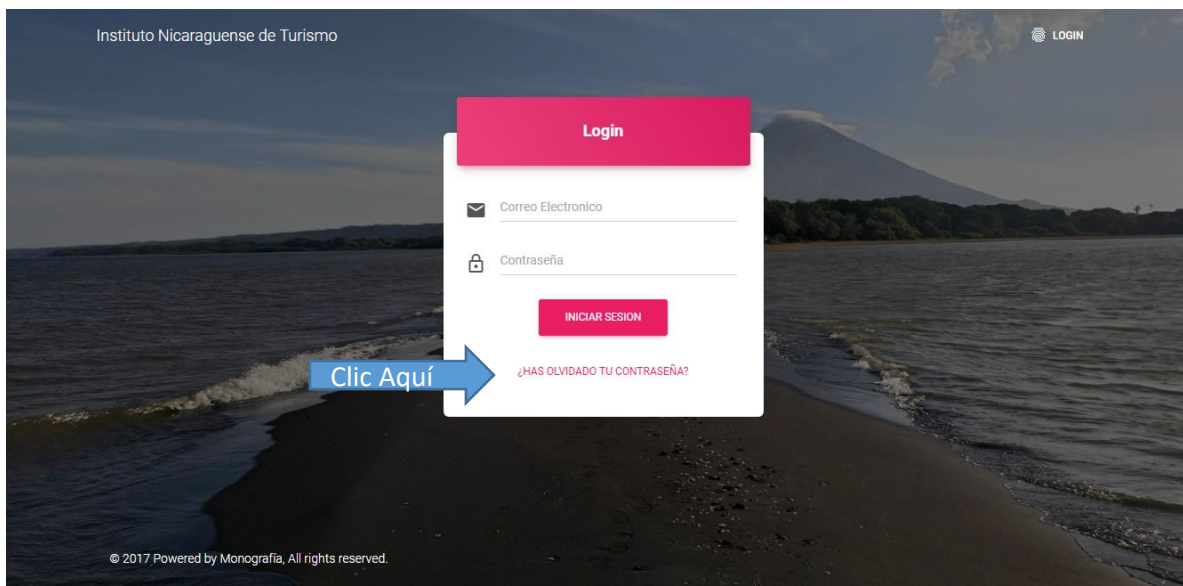 Instituto Nicaraguense de Turismo
LOGIN
Login
Correo Electronico
Contraseña
INICIAR SESION
Clic Aquí
¿HAS OLVIDADO TU CONTRASEÑA?
© 2017 Powered by Monografía, All rights reserved.